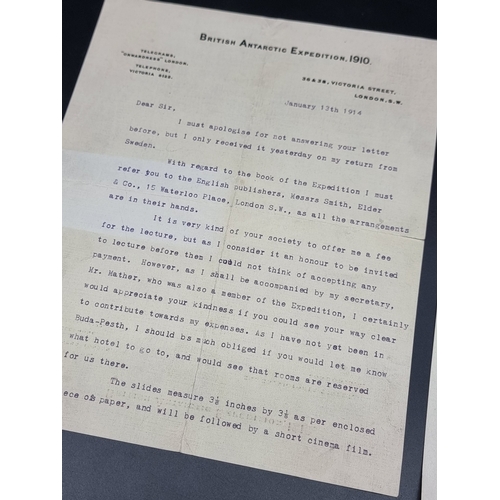 BRITISH ANTARCTIC EXPEDITION, 1910.
TELEGRAMS,
LONDON.
TELEPHONE,
VICTORIA
36 & 38, VICTORIA STREET,
LONDON. S.W.
January 12th 1914
Dear Sir,
I must apologise for not answering your letter
before, but I only received it yesterday on my return from
Sweden.
With regard to the book of the Expedition I must
refer you to the English publishers, Messrs Smith, Elder
& Co., 15 Waterloo Place, London S.W., as all the arrangements
are in their hands.
It is very kind of your society to offer me a fee
for the lecture, but as I consider it an honour to be invited
to lecture before them I could not think of accepting any
payment. However, as I shall be accompanied by my secretary,
Mr. Mather, who was also a member of the Expedition, I certainly
would appreciate your kindness if you could see your way clear
to contribute towards my expenses. As I have not yet been in
Buda-Pesth, I should be much obliged if you would let me know
what hotel to go to, and would see that rooms are reserved
for us there.
The slides measure 3¼ inches by 3¼ as per enclosed
ece of paper, and will be followed by a short cinema film.